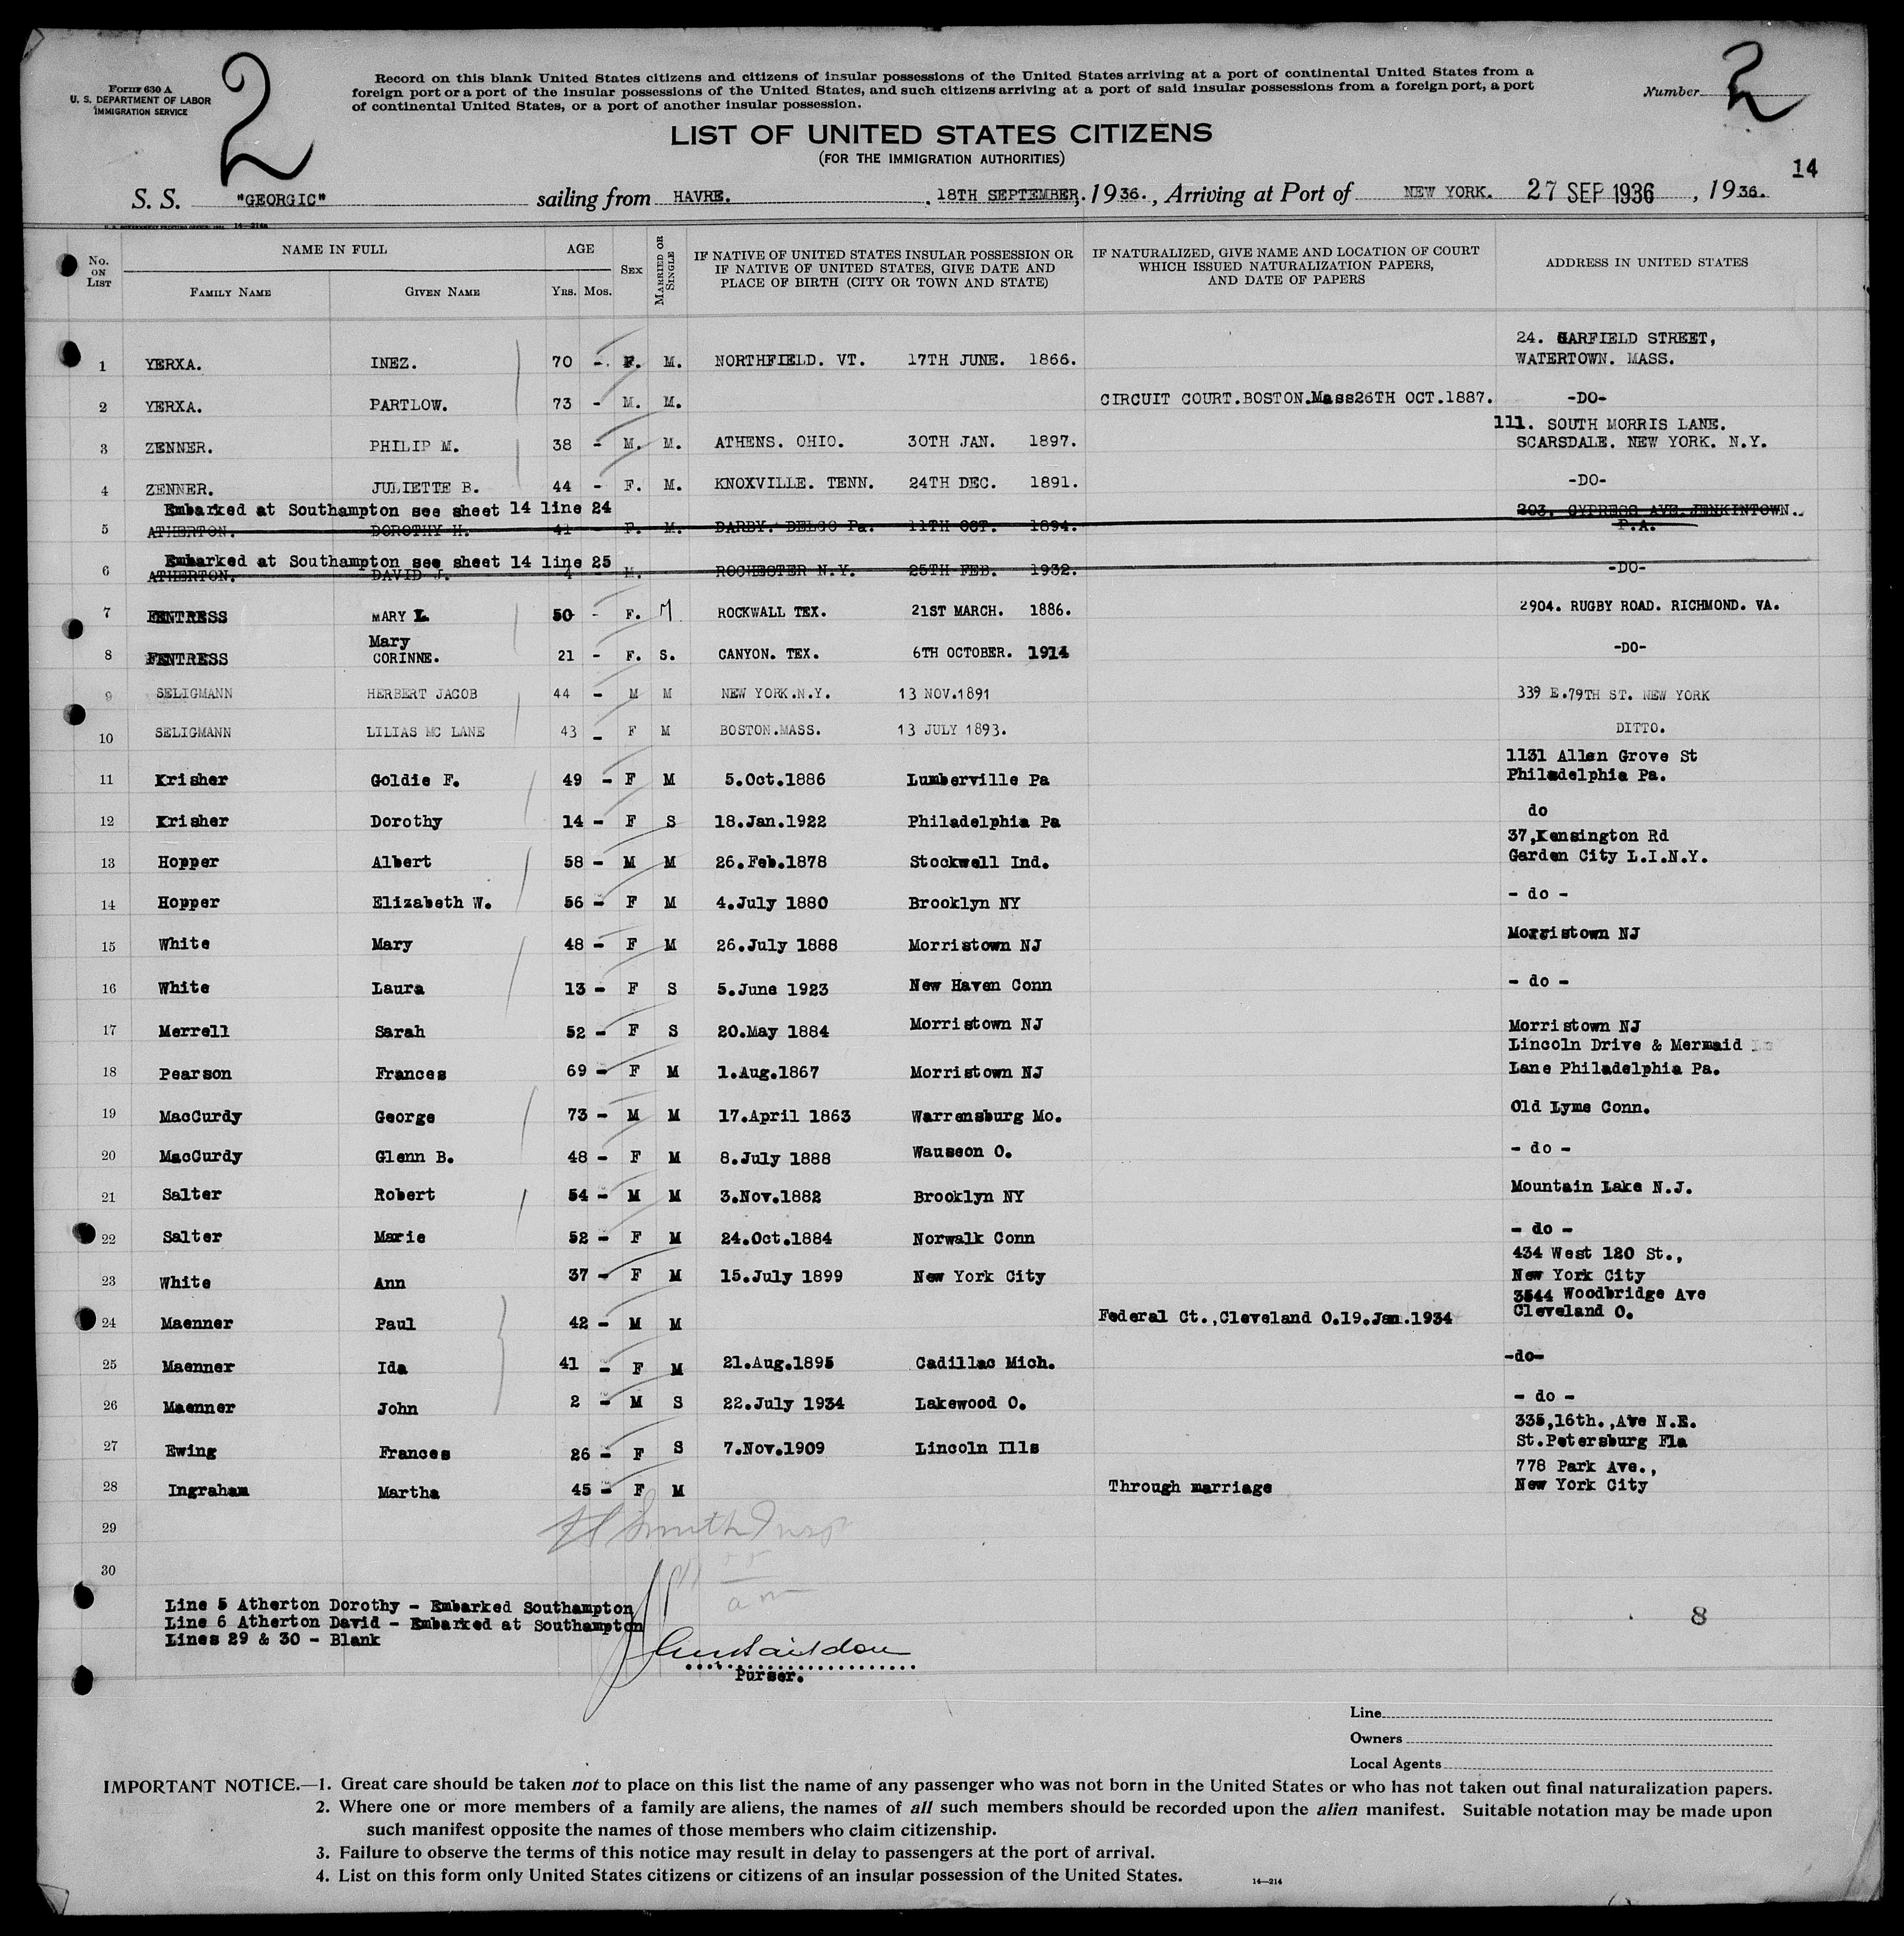 Form 630 A
U. S. DEPARTMENT OF LABOR
IMMIGRATION SERVICE
2
Record on this blank United States citizens and citizens of insular possessions of the United States arriving at a port of continental United States from a
foreign port or a port of the insular possessions of the United States, and such citizens arriving at a port of said insular possessions from a foreign port, a port
of continental United States, or a port of another insular possession.
Number 2
LIST OF UNITED STATES CITIZENS
(FOR THE IMMIGRATION AUTHORITIES)
14
S. S. "GEORGIC" sailing from HAVRE. , 18TH SEPTEMBER, 1936. , Arriving at Port of NEW YORK. 27 SEP 1936 , 1936.
14—214a
No. ON LIST
NAME IN FULL
FAMILY NAME GIVEN NAME
AGE
YRS. MOS.
SEX
MARRIED OR SINGLE
IF NATIVE OF UNITED STATES INSULAR POSSESSION OR
IF NATIVE OF UNITED STATES, GIVE DATE AND
PLACE OF BIRTH (CITY OR TOWN AND STATE)
IF NATURALIZED, GIVE NAME AND LOCATION OF COURT
WHICH ISSUED NATURALIZATION PAPERS,
AND DATE OF PAPERS
ADDRESS IN UNITED STATES
24. GARFIELD STREET,
1 YERXA. INEZ. 70 -. F. M. NORTHFIELD. VT. 17TH JUNE. 1866. WATERTOWN. MASS.
2 YERXA. PARTLOW. 73 - M. M. CIRCUIT COURT.BOSTON.Mass26TH OCT.1887. -DO-
111. SOUTH MORRIS LANE.
3 ZENNER. PHILIP M. 38 - M. M. ATHENS. OHIO. 30TH JAN. 1897. SCARSDALE. NEW YORK. N.Y.
4 ZENNER. JULIETTE B. 44 - F. M. KNOXVILLE. TENN. 24TH DEC. 1891. -DO-
Embarked at Southampton see sheet 14 line 24 203. CYPRESS AVE.JENKINTOWN.
5 ATHERTON. DOROTHY H. 41 - F. M. DARBY. DELCO Pa. 11TH OCT. 1894. P.A.
Embarked at Southampton see sheet 14 line 25
6 ATHERTON. DAVID J. 4 - M. ROCHESTER N.Y. 25TH FEB. 1932. -DO-
7 FENTRESS MARY L 50 - F. M ROCKWALL TEX. 21ST MARCH. 1886. 2904. RUGBY ROAD. RICHMOND. VA.
Mary
8 FENTRESS CORINNE. 21 - F. S. CANYON. TEX. 6TH OCTOBER. 1914 -DO-
9 SELIGMANN HERBERT JACOB 44 - M M NEW YORK.N.Y. 13 NOV.1891 339 E.79TH ST. NEW YORK
10 SELIGMANN LILIAS MC LANE 43 - F M BOSTON.MASS. 13 JULY 1893. DITTO.
1131 Allen Grove St
11 Krisher Goldie F. 49 - F M 5.Oct.1886 Lumberville Pa Philadelphia Pa.
12 Krisher Dorothy 14 - F S 18.Jan.1922 Philadelphia Pa do
37,Kensington Rd
13 Hopper Albert 58 - M M 26.Feb.1878 Stockwell Ind. Garden City L.I.N.Y.
14 Hopper Elizabeth W. 56 - F M 4.July 1880 Brooklyn NY - do -
15 White Mary 48 - F M 26.July 1888 Morristown NJ Morristown NJ
16 White Laura 13 - F S 5.June 1923 New Haven Conn - do -
17 Merrell Sarah 52 - F S 20.May 1884 Morristown NJ Morristown NJ
Lincoln Drive & Mermaid
18 Pearson Frances 69 - F M 1.Aug.1867 Morristown NJ Lane Philadelphia Pa.
19 MacCurdy George 73 - M M 17.April 1863 Warrensburg Mo. Old Lyme Conn.
20 MacCurdy Glenn B. 48 - F M 8.July 1888 Wauseon O. - do -
21 Salter Robert 54 - M M 3.Nov.1882 Brooklyn NY Mountain Lake N.J.
22 Salter Marie 52 - F M 24.Oct.1884 Norwalk Conn - do -
434 West 120 St.,
23 White Ann 37 - F M 15.July 1899 New York City New York City
3544 Woodbridge Ave
24 Maenner Paul 42 - M M Federal Ct.,Cleveland O.19.Jan.1934 Cleveland O.
25 Maenner Ida 41 - F M 21.Aug.1895 Cadillac Mich. -do-
26 Maenner John 2 - M S 22.July 1934 Lakewood O. - do -
335,16th.,Ave N.E.
27 Ewing Frances 26 - F S 7.Nov.1909 Lincoln Ills St.Petersburg Fla
778 Park Ave.,
28 Ingraham Martha 45 - F M Through marriage New York City
29
30
Line 5 Atherton Dorothy - Embarked Southampton
Line 6 Atherton David - Embarked at Southampton
Lines 29 & 30 - Blank
8
Purser.
Line
Owners
Local Agents
IMPORTANT NOTICE.—1. Great care should be taken not to place on this list the name of any passenger who was not born in the United States or who has not taken out final naturalization papers.
2. Where one or more members of a family are aliens, the names of all such members should be recorded upon the alien manifest. Suitable notation may be made upon
such manifest opposite the names of those members who claim citizenship.
3. Failure to observe the terms of this notice may result in delay to passengers at the port of arrival.
4. List on this form only United States citizens or citizens of an insular possession of the United States.
14—214